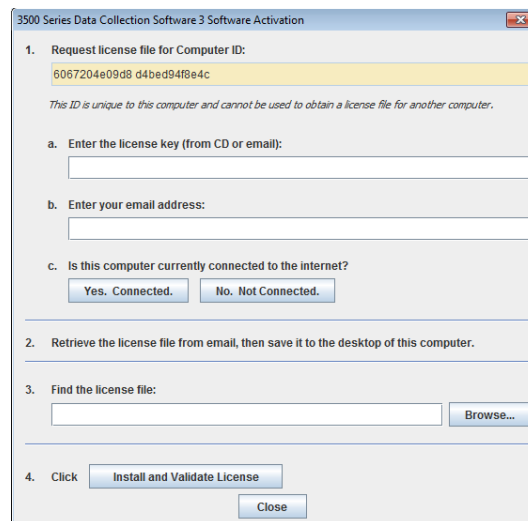 3500 Series Data Collection Software 3 Software Activation
1. Request license file for Computer ID:
6067204e09d8 d4bed94f8e4c
This ID is unique to this computer and cannot be used to obtain a license file for another computer.
a. Enter the license key (from CD or email):
b. Enter your email address:
c. Is this computer currently connected to the internet?
Yes. Connected. No. Not Connected.
2. Retrieve the license file from email, then save it to the desktop of this computer.
3. Find the license file:
Browse...
4. Click Install and Validate License
Close